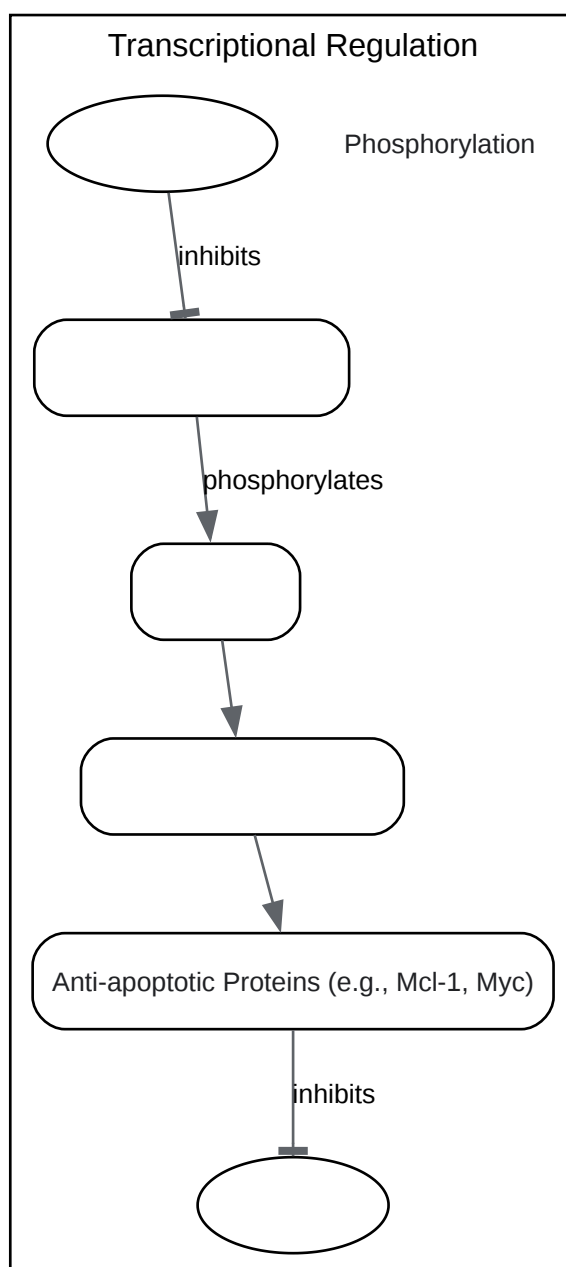 Transcriptional Regulation
Phosphorylation
inhibits
phosphorylates
Anti-apoptotic Proteins (e.g., Mcl-1, Myc)
inhibits